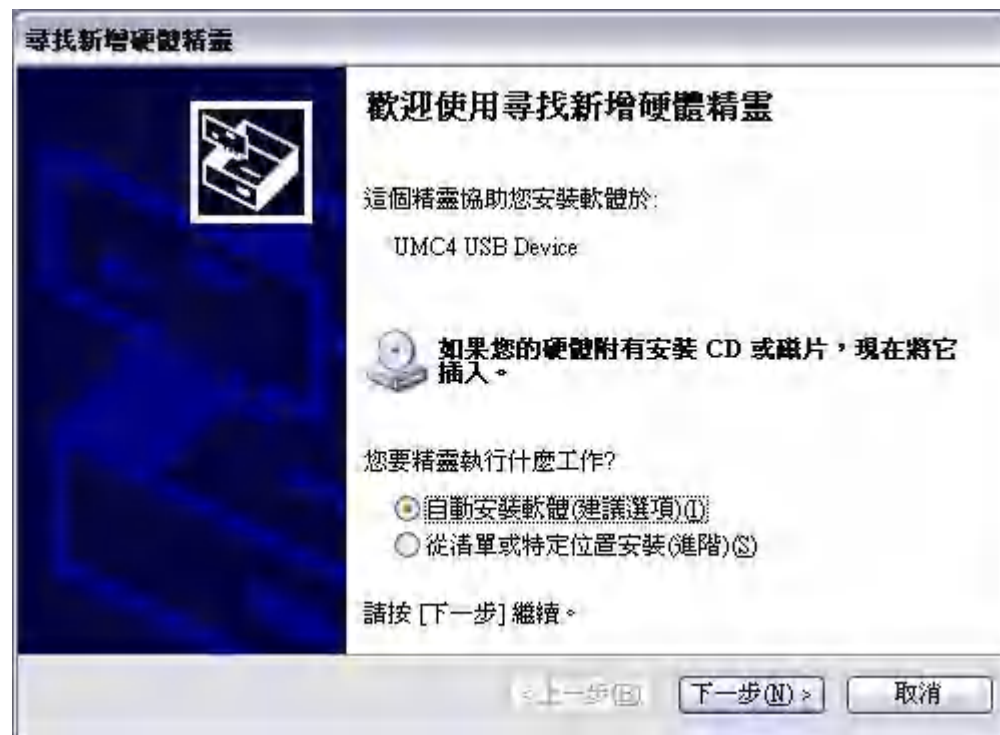 尋找新增硬體精靈
歡迎使用尋找新增硬體精靈
這個精靈協助您安裝軟體於:
UMC4 USB Device
如果您的硬體附有安裝 CD 或磁片，現在將它
插入。
您要精靈執行什麼工作?
自動安裝軟體(建議選項)(I)
從清單或特定位置安裝(進階)(S)
請按 [下一步] 繼續。
<上一步(B) 下一步(N) > 取消